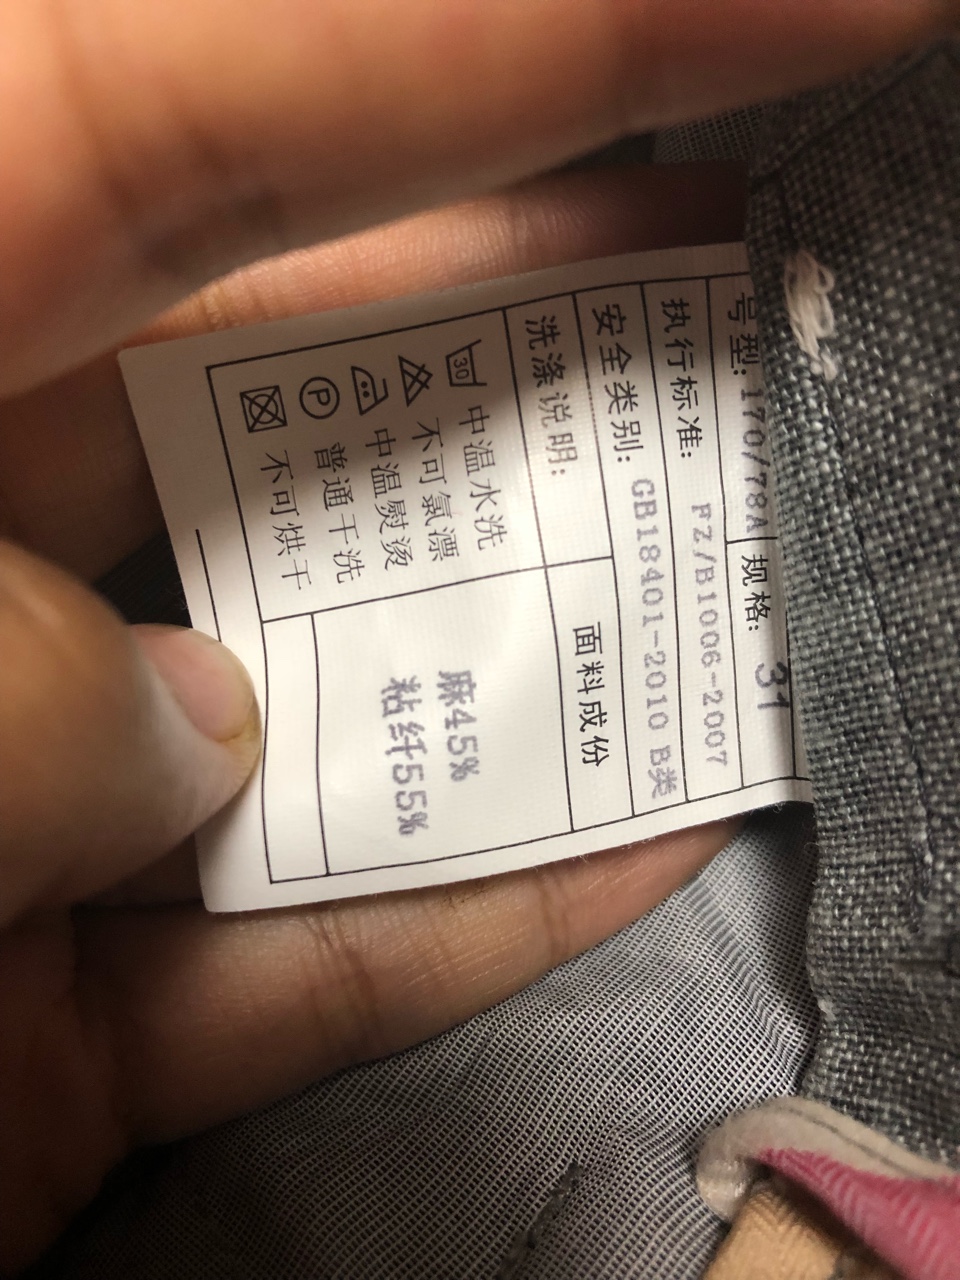 号型: 170/78A 规格: 31
执行标准: FZ/B1006-2007
安全类别: GB18401-2010 B类
洗涤说明:
面料成份
30 中温水洗
不可氯漂
中温熨烫
P 普通干洗
不可烘干
麻45%
粘纤55%